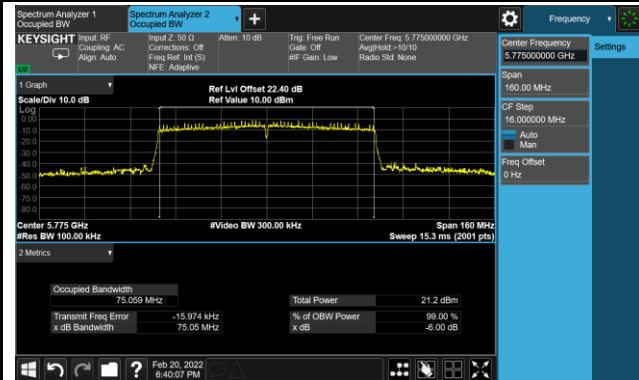 Spectrum Analyzer 1
Occupied BW
Spectrum Analyzer 2
Occupied BW
Frequency
KEYSIGHT
Input: RF
Coupling: AC
Align: Auto
Input Z: 50 Ω
Corrections: Off
Freq Ref: Int (S)
NFE: Adaptive
Atten: 10 dB
Trig: Free Run
Gate: Off
#IF Gain: Low
Center Freq: 5.775000000 GHz
Avg|Hold:>10/10
Radio Std: None
Center Frequency
5.775000000 GHz
Settings
Span
160.00 MHz
CF Step
16.000000 MHz
Auto
Man
Freq Offset
0 Hz
1 Graph
Scale/Div 10.0 dB
Ref Lvl Offset 22.40 dB
Ref Value 10.00 dBm
Log
0.00
-10.0
-20.0
-30.0
-40.0
-50.0
-60.0
-70.0
-80.0
Center 5.775 GHz
#Video BW 300.00 kHz
Span 160 MHz
#Res BW 100.00 kHz
Sweep 15.3 ms (2001 pts)
2 Metrics
Occupied Bandwidth
75.059 MHz
Total Power
21.2 dBm
Transmit Freq Error
-15.974 kHz
% of OBW Power
99.00 %
x dB Bandwidth
75.05 MHz
x dB
-6.00 dB
Feb 20, 2022
6:40:07 PM